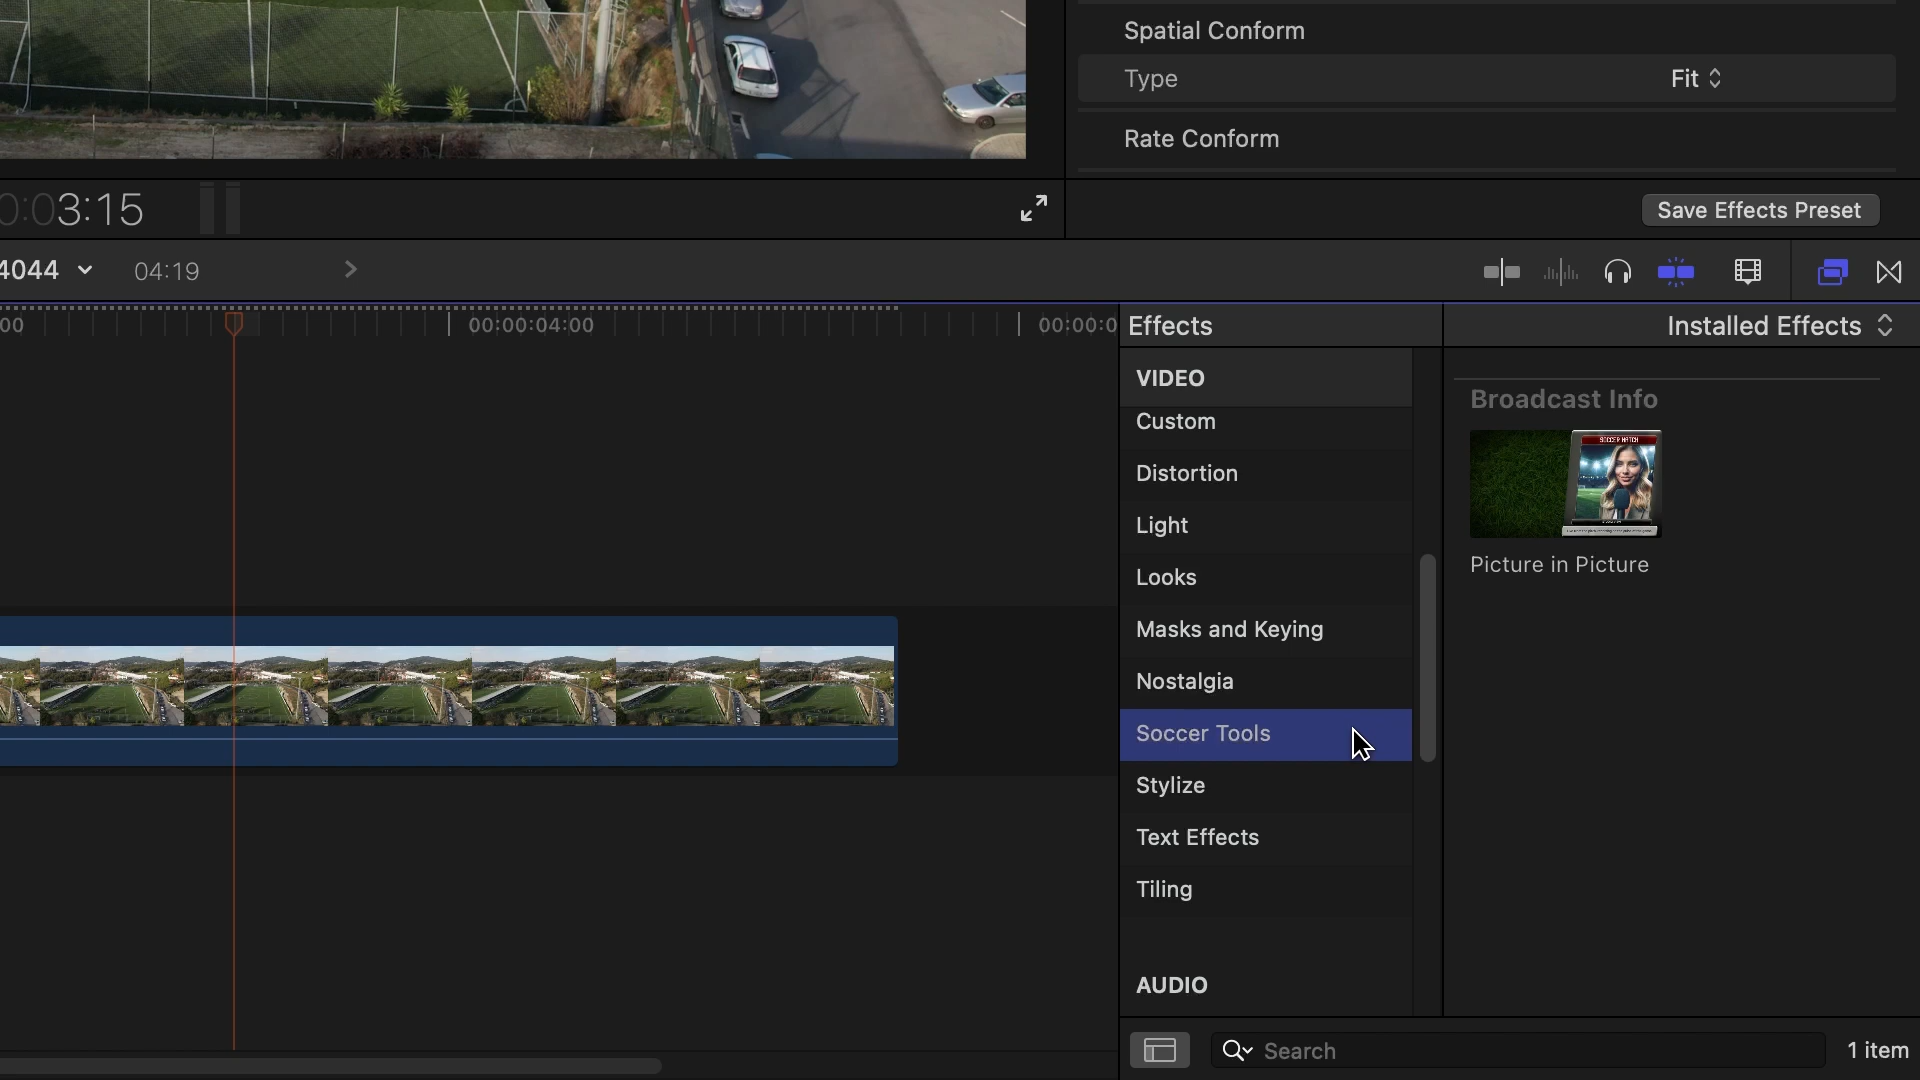 Spatial Conform
Type
Fit
Rate Conform
0:03:15
Save Effects Preset
4044
04:19
00
00:00:04:00
00:00:0
Effects
Installed Effects
VIDEO
Custom
Distortion
Light
Looks
Masks and Keying
Nostalgia
Soccer Tools
Stylize
Text Effects
Tiling
AUDIO
Broadcast Info
SOCCER MATCH
Picture in Picture
Search
1 item